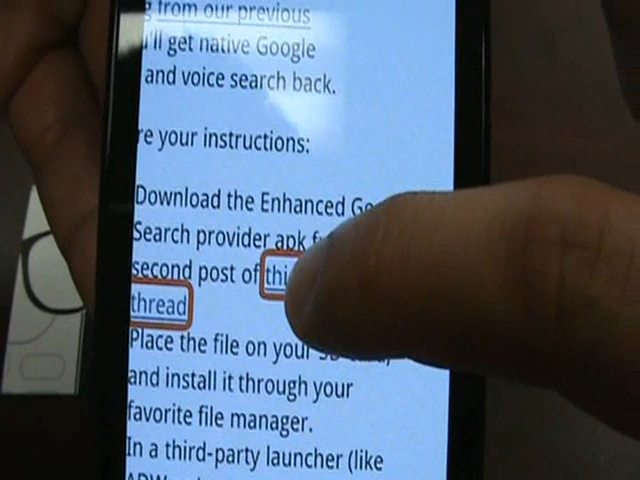 from our previous
'll get native Google
and voice search back.
re your instructions:
Download the Enhanced
Search provider apk
second post of
thread
Place the file on your
and install it through your
favorite file manager.
In a third-party launcher (like